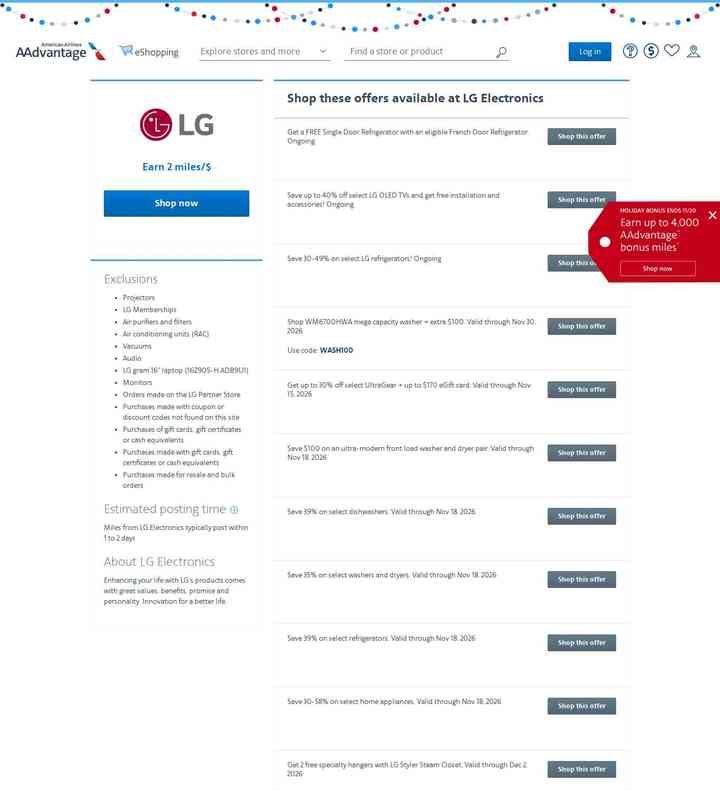 American Airlines
AAdvantage
eShopping
Explore stores and more
Find a store or product
Log in
LG
Earn 2 miles/$
Shop now
Exclusions
Projectors
LG Memberships
Air purifiers and filters
Air conditioning units (RAC)
Vacuums
Audio
LG gram 16" laptop (16Z90S-H.ADB9U1)
Monitors
Orders made on the LG Partner Store
Purchases made with coupon or
discount codes not found on this site
Purchases of gift cards, gift certificates
or cash equivalents
Purchases made with gift cards, gift
certificates or cash equivalents
Purchases made for resale and bulk
orders
Estimated posting time
Miles from LG Electronics typically post within
1 to 2 days
About LG Electronics
Enhancing your life with LG's products comes
with great values, benefits, promise and
personality. Innovation for a better life.
Shop these offers available at LG Electronics
Get a FREE Single Door Refrigerator with an eligible French Door Refrigerator.
Ongoing
Shop this offer
Save up to 40% off select LG OLED TVs and get free installation and
accessories! Ongoing
Shop this offer
Save 30-49% on select LG refrigerators! Ongoing
Shop this o
Shop WM6700HWA mega capacity washer + extra $100. Valid through Nov 30,
2026
Use code: WASH100
Shop this offer
Get up to 30% off select UltraGear + up to $170 eGift card. Valid through Nov
15, 2026
Shop this offer
Save $100 on an ultra-modern front load washer and dryer pair. Valid through
Nov 18, 2026
Shop this offer
Save 39% on select dishwashers. Valid through Nov 18, 2026
Shop this offer
Save 35% on select washers and dryers. Valid through Nov 18, 2026
Shop this offer
Save 39% on select refrigerators. Valid through Nov 18, 2026
Shop this offer
Save 30-58% on select home appliances. Valid through Nov 18, 2026
Shop this offer
Get 2 free specialty hangers with LG Styler Steam Closet. Valid through Dec 2,
2026
Shop this offer
HOLIDAY BONUS ENDS 11/20
Earn up to 4,000
AAdvantage®
bonus miles*
Shop now